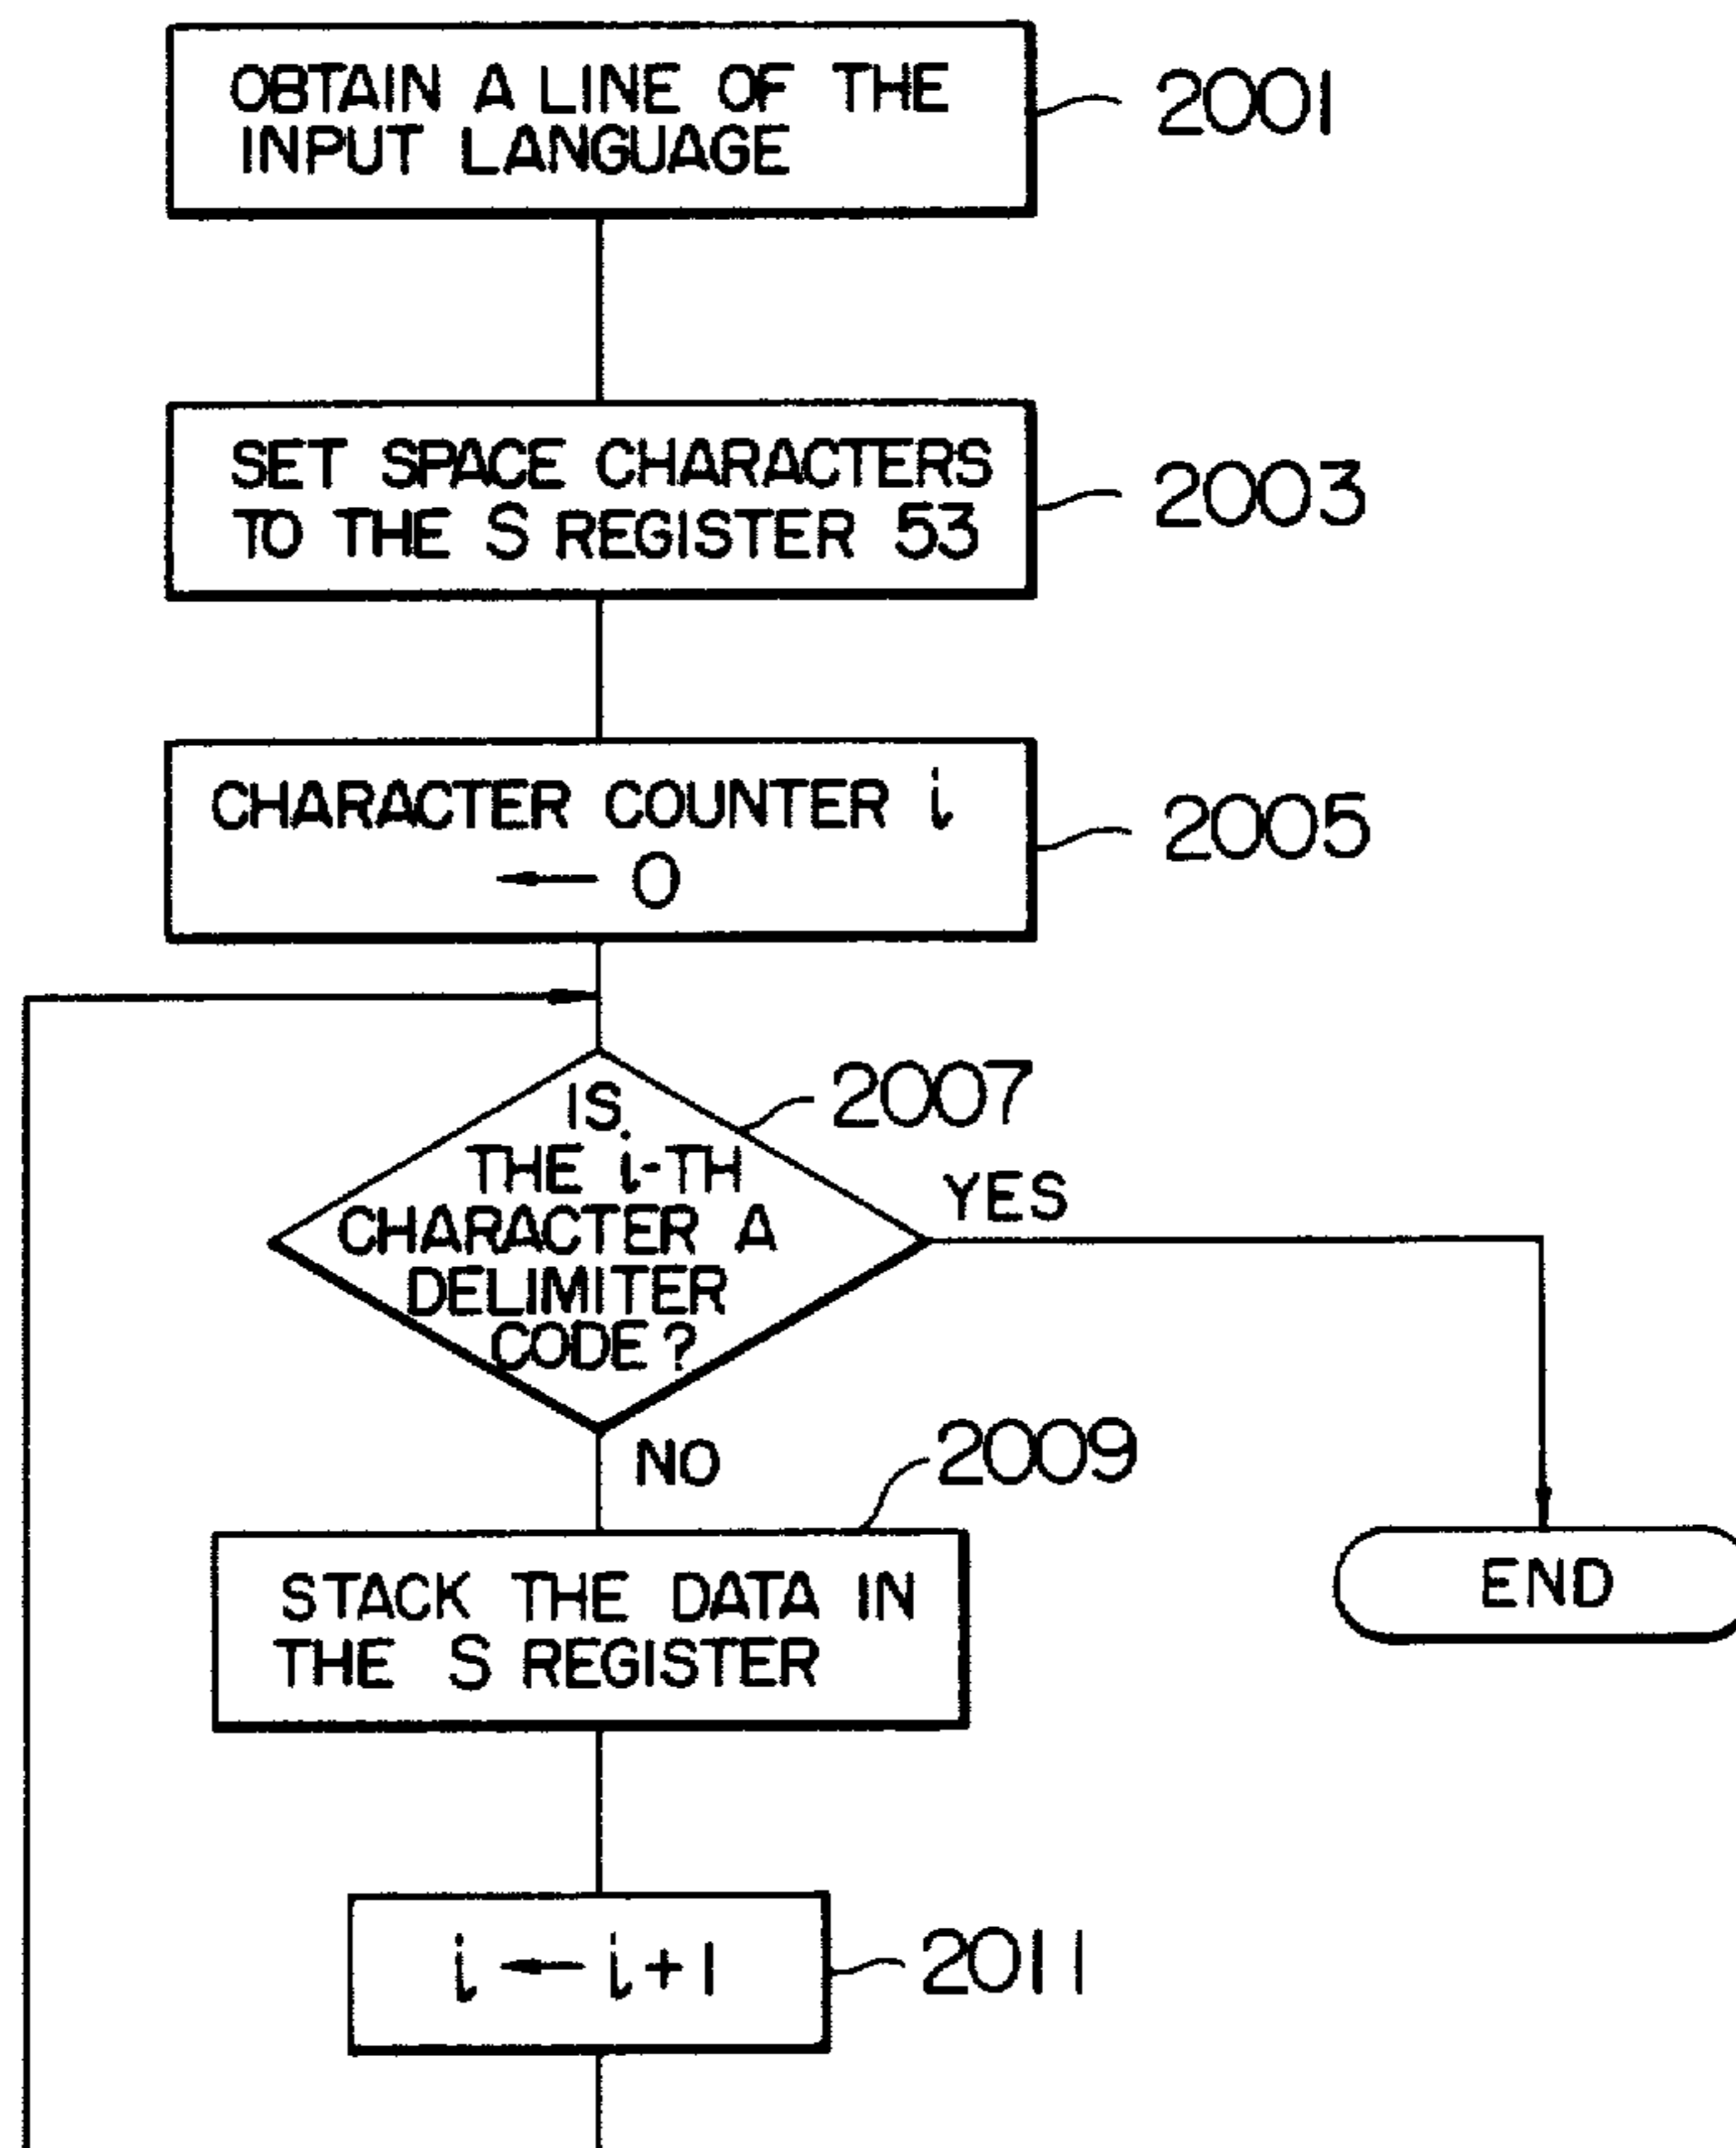 OBTAIN A LINE OF THE
INPUT LANGUAGE
2001
SET SPACE CHARACTERS
TO THE S REGISTER 53
2003
CHARACTER COUNTER i
← 0
2005
IS
THE i-TH
CHARACTER A
DELIMITER
CODE?
2007
YES
NO
2009
STACK THE DATA IN
THE S REGISTER
END
i ← i+1
2011